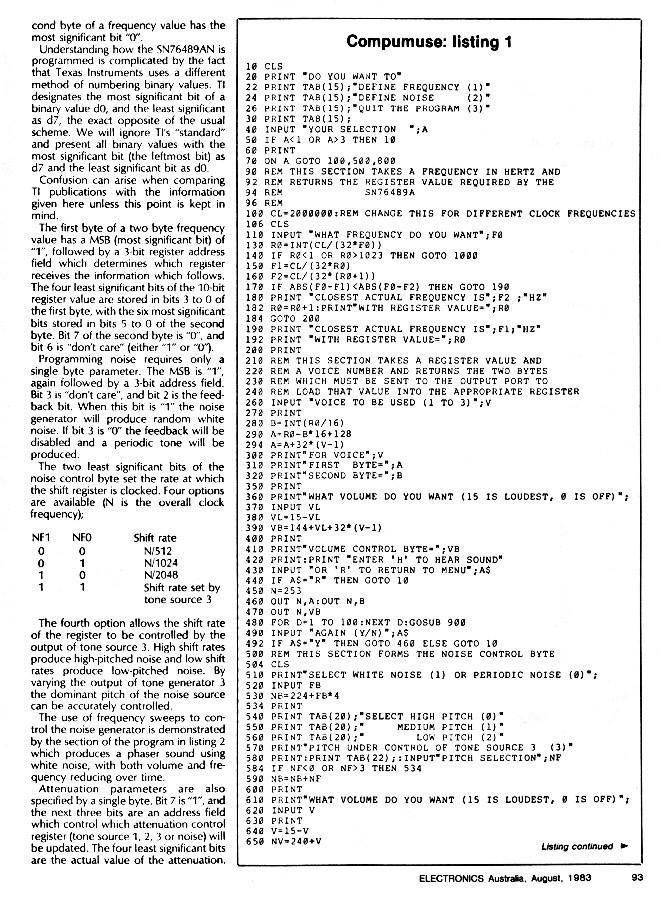 cond byte of a frequency value has the
most significant bit "0".
Understanding how the SN76489AN is
programmed is complicated by the fact
that Texas Instruments uses a different
method of numbering binary values. TI
designates the most significant bit of a
binary value d0, and the least significant
as d7, the exact opposite of the usual
scheme. We will ignore TI's "standard"
and present all binary values with the
most significant bit (the leftmost bit) as
d7 and the least significant bit as d0.
Confusion can arise when comparing
TI publications with the information
given here unless this point is kept in
mind.
The first byte of a two byte frequency
value has a MSB (most significant bit) of
"1", followed by a 3-bit register address
field which determines which register
receives the information which follows.
The four least significant bits of the 10-bit
register value are stored in bits 3 to 0 of
the first byte, with the six most significant
bits stored in bits 5 to 0 of the second
byte. Bit 7 of the second byte is "0", and
bit 6 is "don't care" (either "1" or "0").
Programming noise requires only a
single byte parameter. The MSB is "1",
again followed by a 3-bit address field.
Bit 3 is "don't care", and bit 2 is the feed-
back bit. When this bit is "1" the noise
generator will produce random white
noise. If bit 3 is "0" the feedback will be
disabled and a periodic tone will be
produced.
The two least significant bits of the
noise control byte set the rate at which
the shift register is clocked. Four options
are available (N is the overall clock
frequency);
NF1 NF0 Shift rate
0 0 N/512
0 1 N/1024
1 0 N/2048
1 1 Shift rate set by
tone source 3
The fourth option allows the shift rate
of the register to be controlled by the
output of tone source 3. High shift rates
produce high-pitched noise and low shift
rates produce low-pitched noise. By
varying the output of tone generator 3
the dominant pitch of the noise source
can be accurately controlled.
The use of frequency sweeps to con-
trol the noise generator is demonstrated
by the section of the program in listing 2
which produces a phaser sound using
white noise, with both volume and fre-
quency reducing over time.
Attenuation parameters are also
specified by a single byte. Bit 7 is "1", and
the next three bits are an address field
which control which attenuation control
register (tone source 1, 2, 3 or noise) will
be updated. The four least significant bits
are the actual value of the attenuation.
Compumuse: listing 1
10 CLS
20 PRINT "DO YOU WANT TO"
22 PRINT TAB(15);"DEFINE FREQUENCY (1)"
24 PRINT TAB(15);"DEFINE NOISE (2)"
26 PRINT TAB(15);"QUIT THE PROGRAM (3)"
30 PRINT TAB(15);
40 INPUT "YOUR SELECTION ";A
50 IF A<1 OR A>3 THEN 10
60 PRINT
70 ON A GOTO 100,500,800
90 REM THIS SECTION TAKES A FREQUENCY IN HERTZ AND
92 REM RETURNS THE REGISTER VALUE REQUIRED BY THE
94 REM SN76489A
96 REM
100 CL=2000000:REM CHANGE THIS FOR DIFFERENT CLOCK FREQUENCIES
106 CLS
110 INPUT "WHAT FREQUENCY DO YOU WANT";F0
130 R0=INT(CL/(32*F0))
140 IF R0<1 OR R0>1023 THEN GOTO 1000
150 F1=CL/(32*R0)
160 F2=CL/(32*(R0+1))
170 IF ABS(F0-F1)<ABS(F0-F2) THEN GOTO 190
180 PRINT "CLOSEST ACTUAL FREQUENCY IS";F2 ;"HZ"
182 R0=R0+1:PRINT"WITH REGISTER VALUE=";R0
184 GOTO 200
190 PRINT "CLOSEST ACTUAL FREQUENCY IS";F1;"HZ"
192 PRINT "WITH REGISTER VALUE=";R0
200 PRINT
210 REM THIS SECTION TAKES A REGISTER VALUE AND
220 REM A VOICE NUMBER AND RETURNS THE TWO BYTES
230 REM WHICH MUST BE SENT TO THE OUTPUT PORT TO
240 REM LOAD THAT VALUE INTO THE APPROPRIATE REGISTER
260 INPUT "VOICE TO BE USED (1 TO 3)";V
270 PRINT
280 B=INT(R0/16)
290 A=R0-B*16+128
294 A=A+32*(V-1)
300 PRINT"FOR VOICE";V
310 PRINT"FIRST BYTE=";A
320 PRINT"SECOND BYTE=";B
350 PRINT
360 PRINT"WHAT VOLUME DO YOU WANT (15 IS LOUDEST, 0 IS OFF)";
370 INPUT VL
380 VL=15-VL
390 VB=144+VL+32*(V-1)
400 PRINT
410 PRINT"VOLUME CONTROL BYTE=";VB
420 PRINT:PRINT "ENTER 'H' TO HEAR SOUND"
430 INPUT "OR 'R' TO RETURN TO MENU";A$
440 IF A$="R" THEN GOTO 10
450 N=253
460 OUT N,A:OUT N,B
470 OUT N,VB
480 FOR D=1 TO 100:NEXT D:GOSUB 900
490 INPUT "AGAIN (Y/N)";A$
492 IF A$="Y" THEN GOTO 460 ELSE GOTO 10
500 REM THIS SECTION FORMS THE NOISE CONTROL BYTE
504 CLS
510 PRINT"SELECT WHITE NOISE (1) OR PERIODIC NOISE (0)";
520 INPUT FB
530 NB=224+FB*4
534 PRINT
540 PRINT TAB(20);"SELECT HIGH PITCH (0)"
550 PRINT TAB(20);" MEDIUM PITCH (1)"
560 PRINT TAB(20);" LOW PITCH (2)"
570 PRINT"PITCH UNDER CONTROL OF TONE SOURCE 3 (3)"
580 PRINT:PRINT TAB(22);:INPUT"PITCH SELECTION";NF
584 IF NF<0 OR NF>3 THEN 534
590 NB=NB+NF
600 PRINT
610 PRINT"WHAT VOLUME DO YOU WANT (15 IS LOUDEST, 0 IS OFF)";
620 INPUT V
630 PRINT
640 V=15-V
650 NV=240+V
Listing continued ►
ELECTRONICS Australia, August, 1983 93